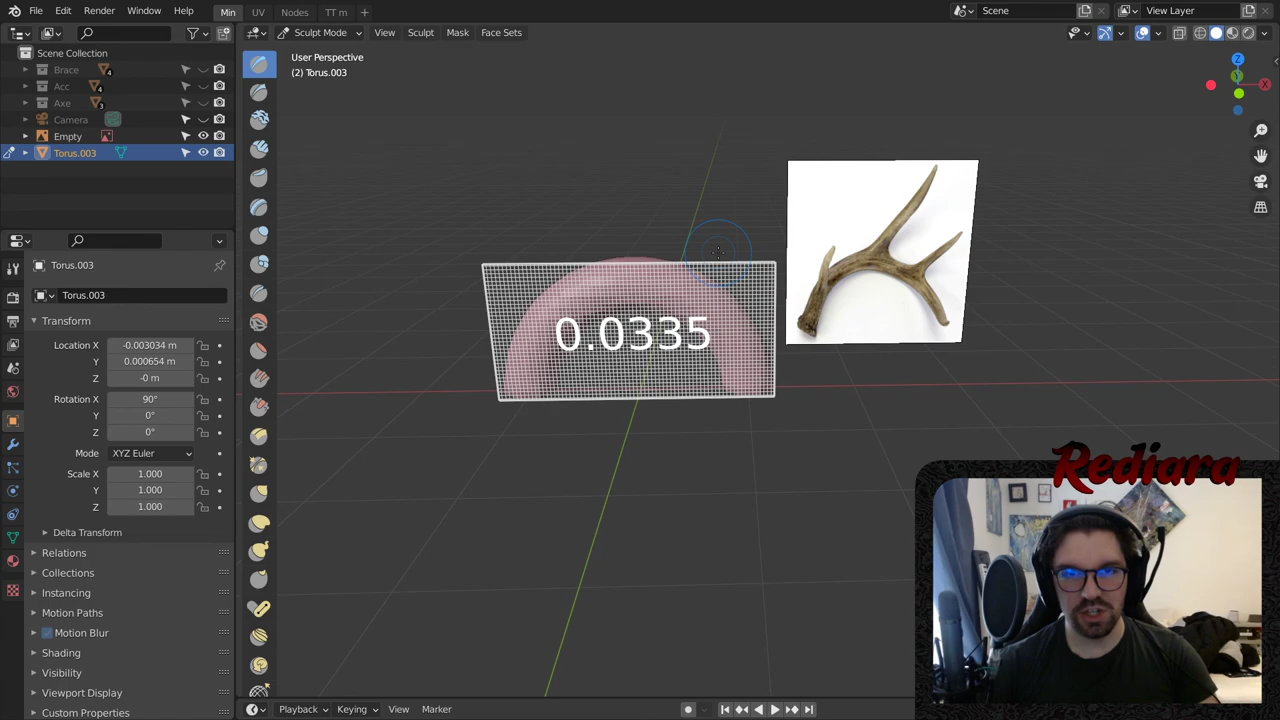 File Edit Render Window Help Min UV Nodes TT m + Scene View Layer
Sculpt Mode View Sculpt Mask Face Sets
Scene Collection
Brace 4
Acc 4
Axe 3
Camera
Empty
Torus.003
User Perspective
(2) Torus.003
X
Y
Z
0.0335
Torus.003
Torus.003
Transform
Location X -0.003034 m
Y 0.000654 m
Z -0 m
Rotation X 90°
Y 0°
Z 0°
Mode XYZ Euler
Scale X 1.000
Y 1.000
Z 1.000
Delta Transform
Relations
Collections
Instancing
Motion Paths
Motion Blur
Shading
Visibility
Viewport Display
Custom Properties
Rediara
Playback Keying View Marker